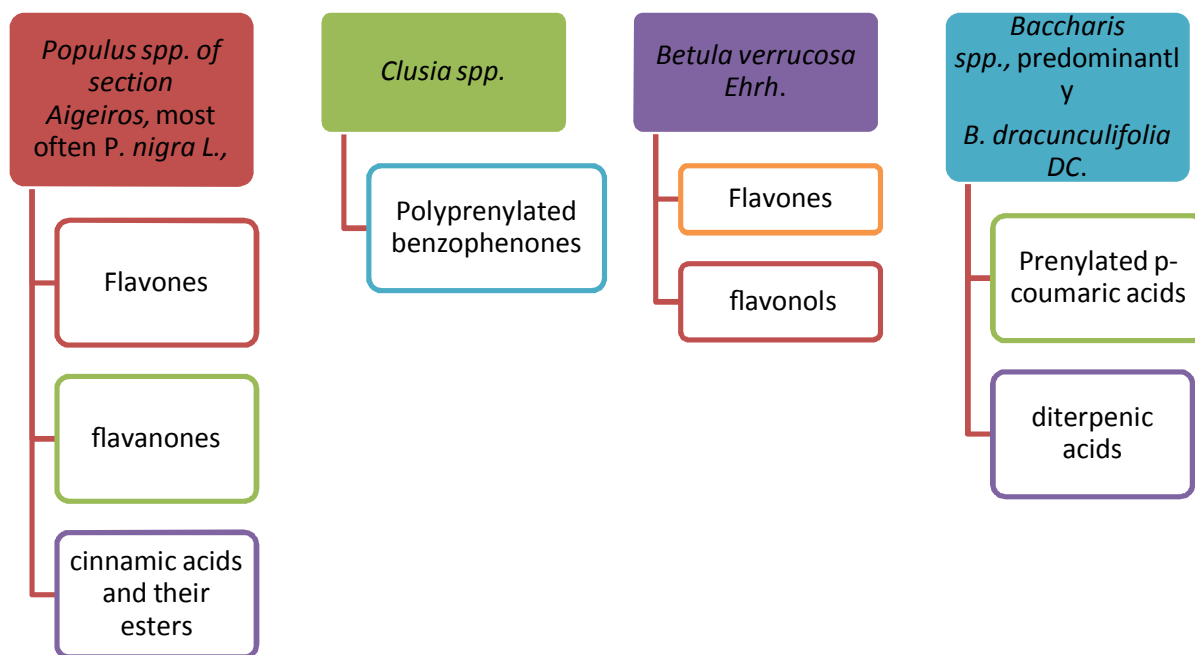 Populus spp. of
section
Aigeiros, most
often P. nigra L.,
Flavones
flavanones
cinnamic acids
and their
esters
Clusia spp.
Polyprenylated
benzophenones
Betula verrucosa
Ehrh.
Flavones
flavonols
Baccharis
spp., predominantl
y
B. dracunculifolia
DC.
Prenylated p-
coumaric acids
diterpenic
acids